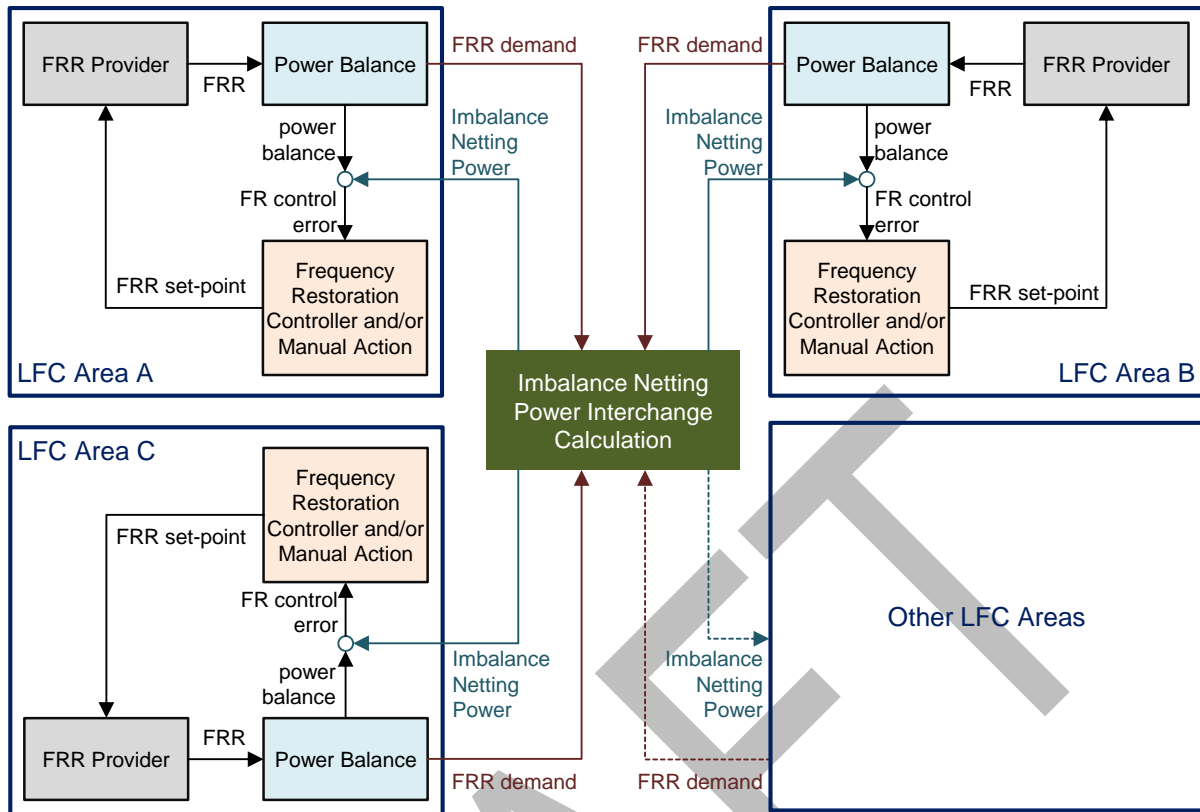 FRR Provider
FRR
Power Balance
power
balance
FR control
error
Frequency
Restoration
Controller and/or
Manual Action
FRR set-point
LFC Area A
FRR demand
Imbalance
Netting
Power
FRR demand
Imbalance
Netting
Power
Power Balance
FRR
FRR Provider
power
balance
FR control
error
Frequency
Restoration
Controller and/or
Manual Action
FRR set-point
LFC Area B
Imbalance Netting
Power Interchange
Calculation
LFC Area C
Frequency
Restoration
Controller and/or
Manual Action
FRR set-point
FR control
error
power
balance
FRR Provider
FRR
Power Balance
Imbalance
Netting
Power
FRR demand
Imbalance
Netting
Power
FRR demand
Other LFC Areas